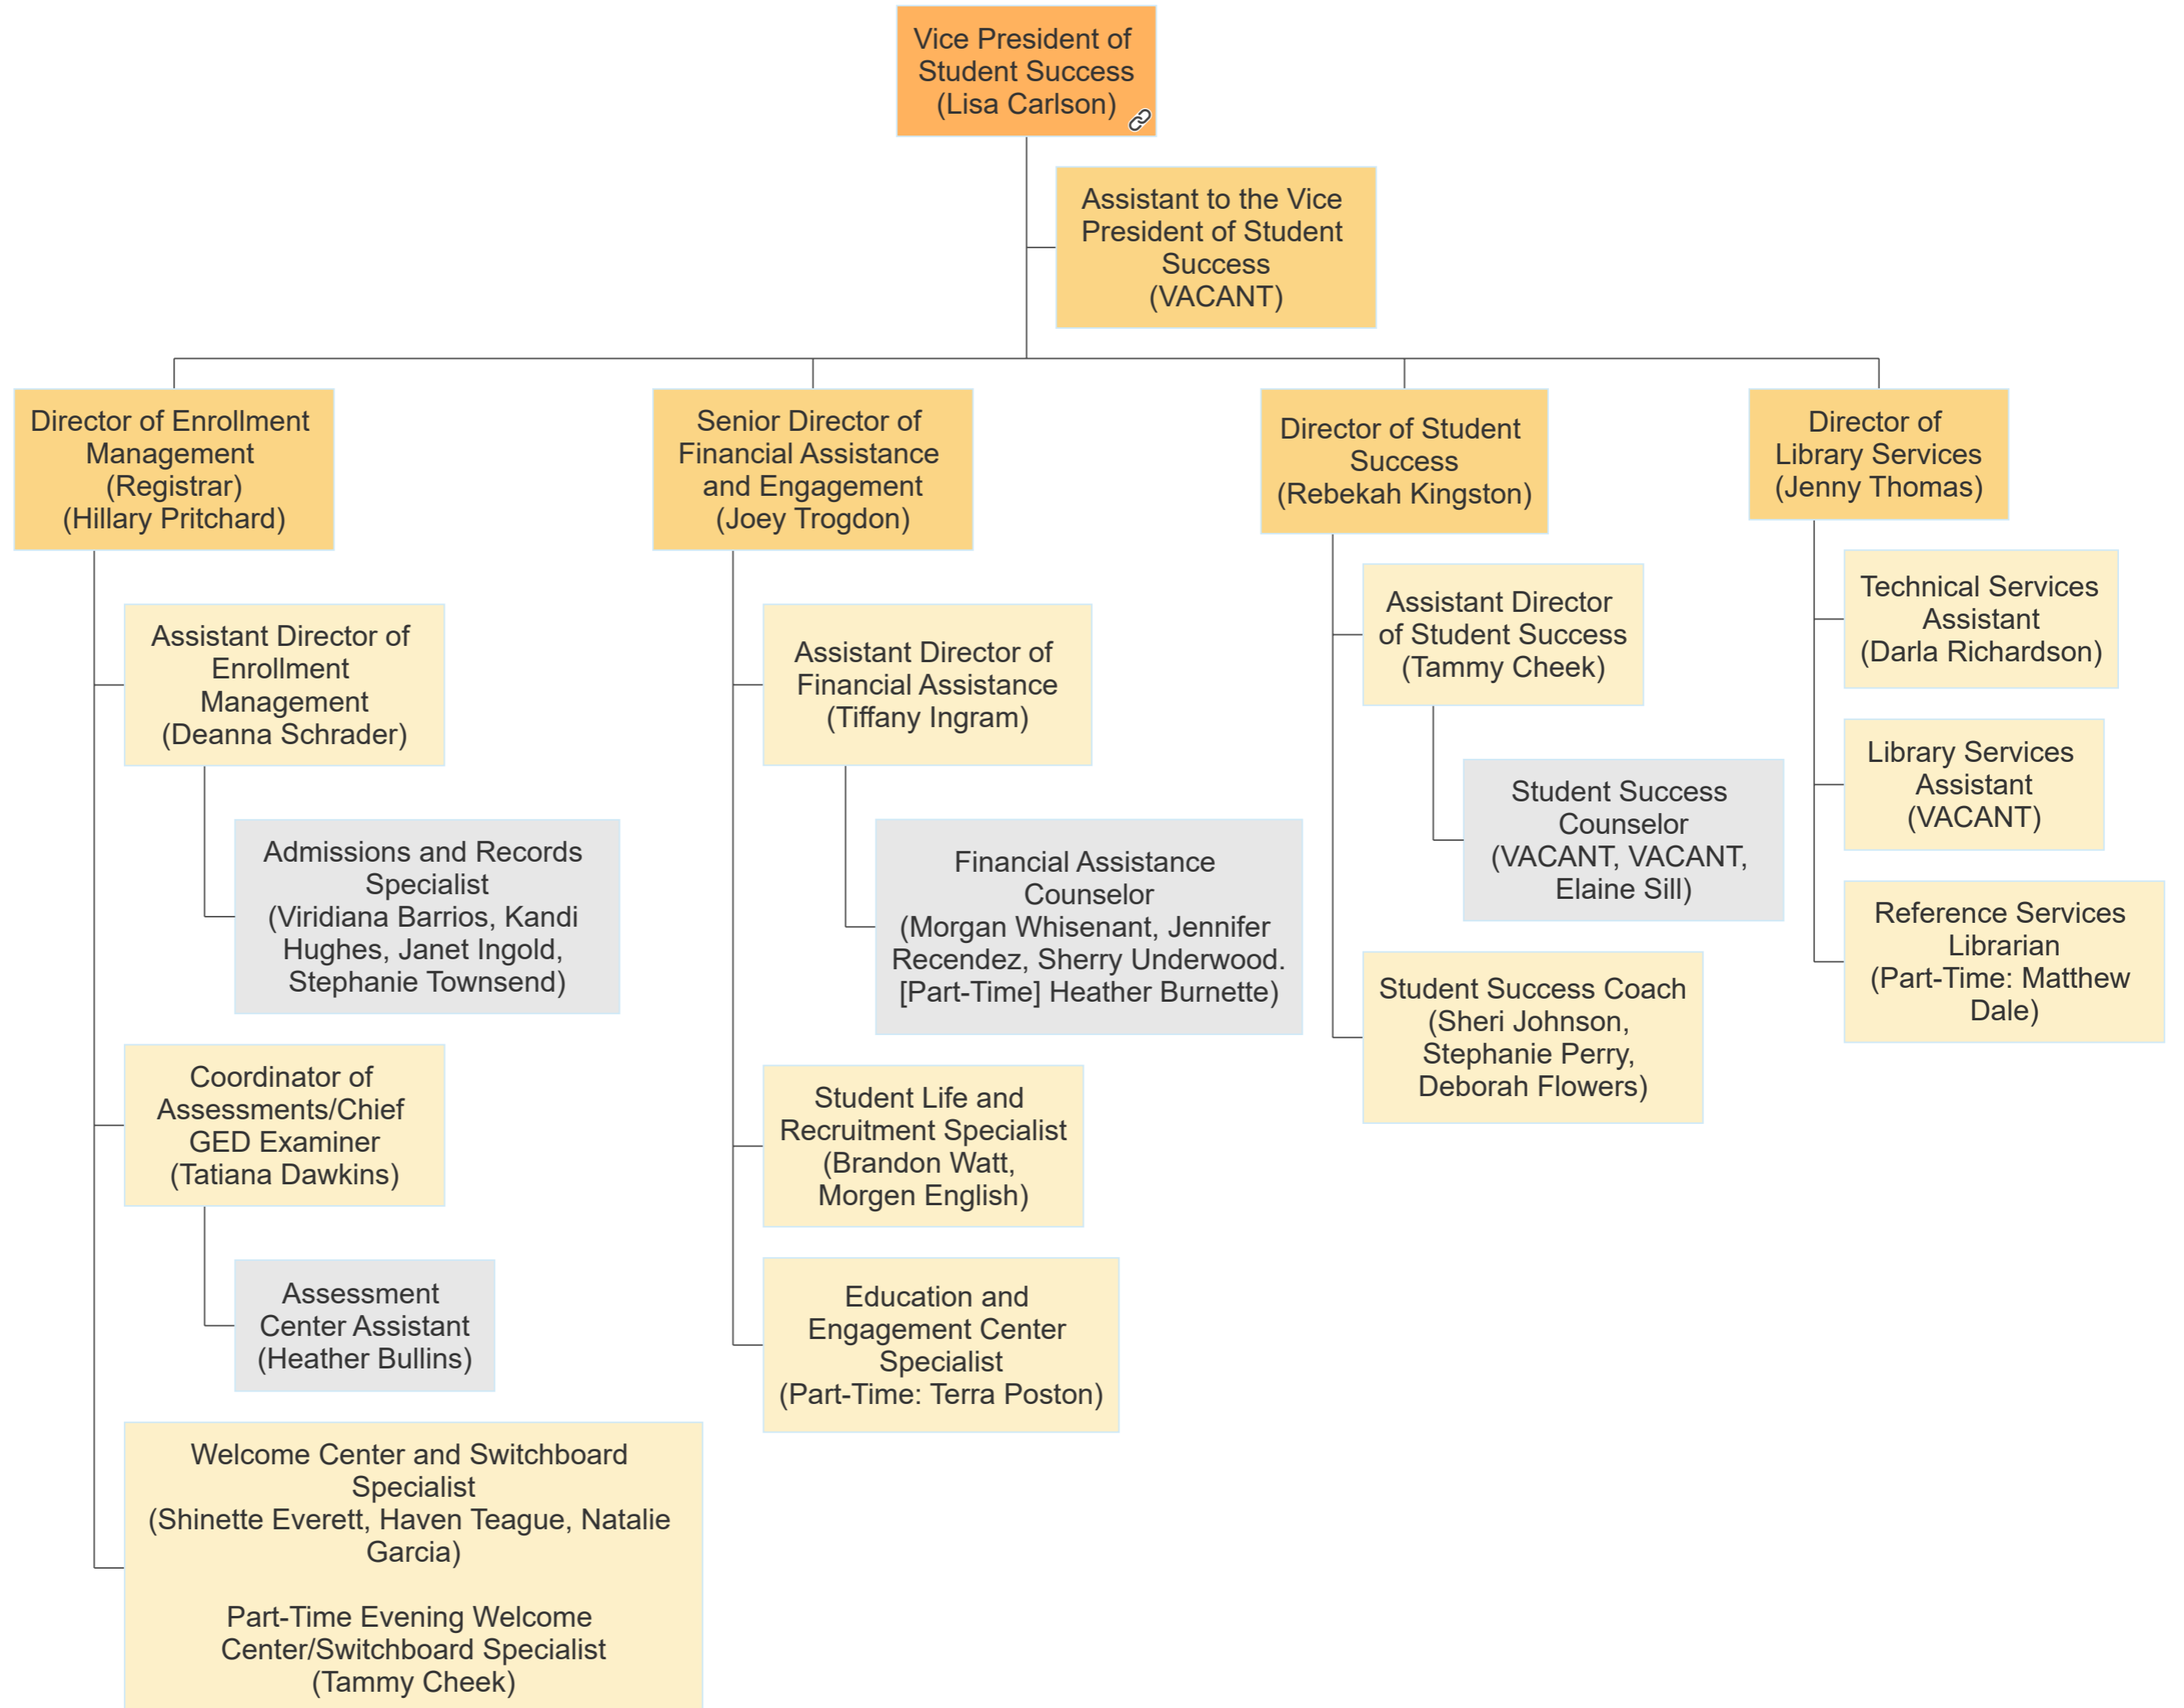 Vice President of
Student Success
(Lisa Carlson)
Assistant to the Vice
President of Student
Success
(VACANT)
Director of Enrollment
Management
(Registrar)
(Hillary Pritchard)
Assistant Director of
Enrollment
Management
(Deanna Schrader)
Admissions and Records
Specialist
(Viridiana Barrios, Kandi
Hughes, Janet Ingold,
Stephanie Townsend)
Coordinator of
Assessments/Chief
GED Examiner
(Tatiana Dawkins)
Assessment
Center Assistant
(Heather Bullins)
Welcome Center and Switchboard
Specialist
(Shinette Everett, Haven Teague, Natalie
Garcia)
Part-Time Evening Welcome
Center/Switchboard Specialist
(Tammy Cheek)
Senior Director of
Financial Assistance
and Engagement
(Joey Trogdon)
Assistant Director of
Financial Assistance
(Tiffany Ingram)
Financial Assistance
Counselor
(Morgan Whisenant, Jennifer
Recendez, Sherry Underwood.
[Part-Time] Heather Burnette)
Student Life and
Recruitment Specialist
(Brandon Watt,
Morgen English)
Education and
Engagement Center
Specialist
(Part-Time: Terra Poston)
Director of Student
Success
(Rebekah Kingston)
Assistant Director
of Student Success
(Tammy Cheek)
Student Success
Counselor
(VACANT, VACANT,
Elaine Sill)
Student Success Coach
(Sheri Johnson,
Stephanie Perry,
Deborah Flowers)
Director of
Library Services
(Jenny Thomas)
Technical Services
Assistant
(Darla Richardson)
Library Services
Assistant
(VACANT)
Reference Services
Librarian
(Part-Time: Matthew
Dale)